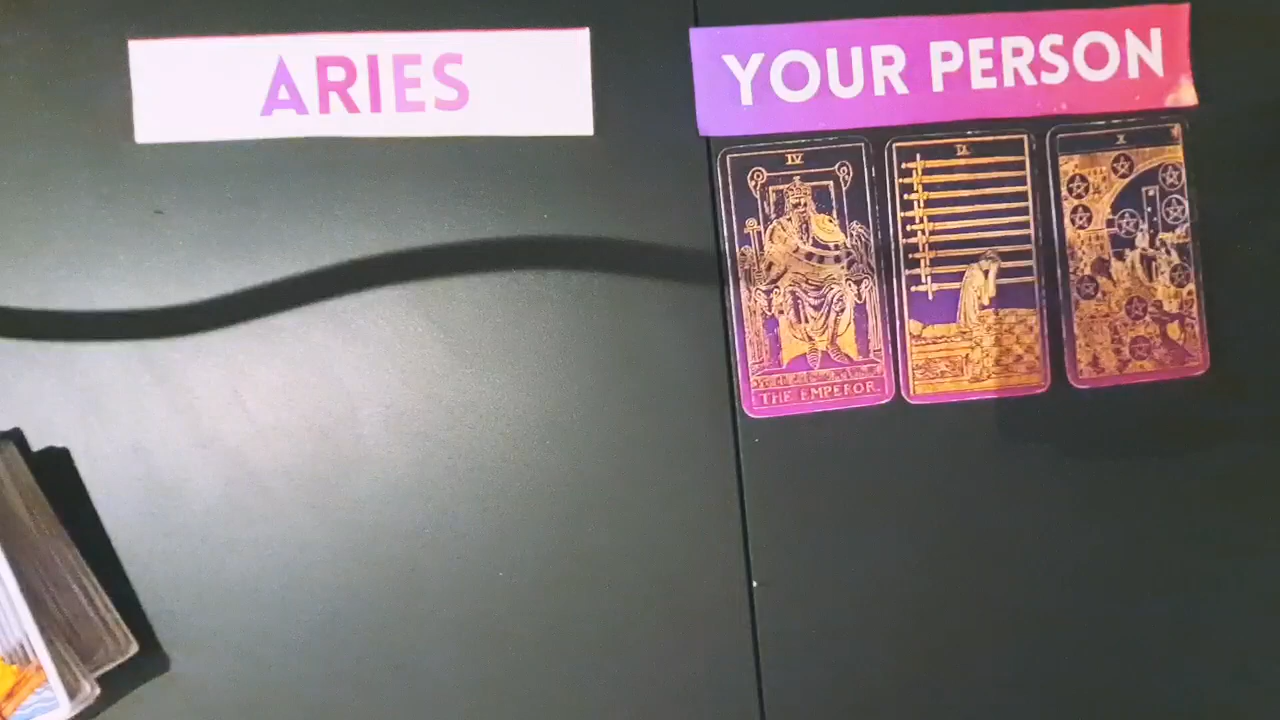 ARIES
YOUR PERSON
IV
IX
X
THE EMPEROR.